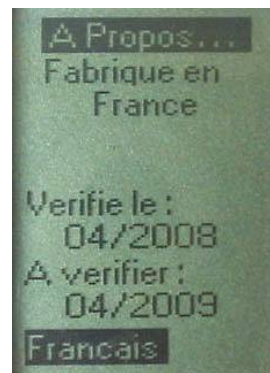 A Propos...
Fabrique en
France
Verifie le :
04/2008
A verifier :
04/2009
Francais